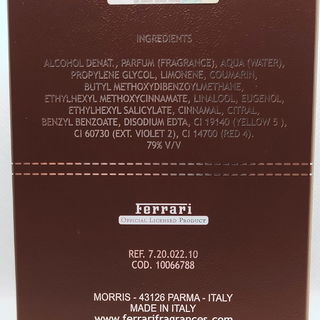 INGREDIENTS
ALCOHOL DENAT., PARFUM (FRAGRANCE), AQUA (WATER),
PROPYLENE GLYCOL, LIMONENE, COUMARIN,
BUTYL METHOXYDIBENZOYLMETHANE,
ETHYLHEXYL METHOXYCINNAMATE, LINALOOL, EUGENOL,
ETHYLHEXYL SALICYLATE, CINNAMAL, CITRAL,
BENZYL BENZOATE, DISODIUM EDTA, CI 19140 (YELLOW 5 ),
CI 60730 (EXT. VIOLET 2), CI 14700 (RED 4).
79% V/V
Ferrari
OFFICIAL LICENSED PRODUCT
REF. 7.20.022.10
COD. 10066788
MORRIS - 43126 PARMA - ITALY
MADE IN ITALY
www.ferrarifragrances.com